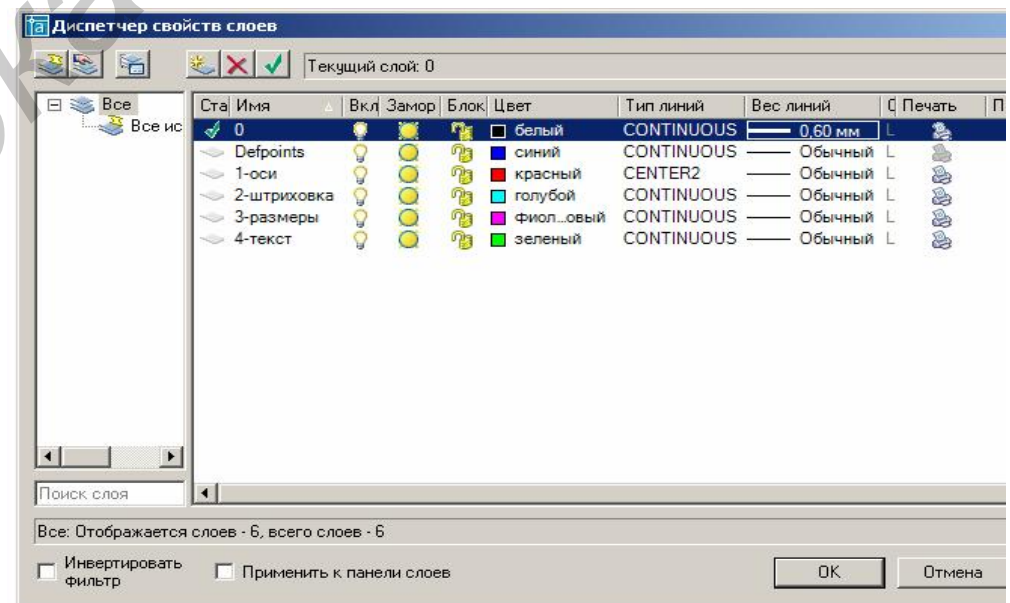 Диспетчер свойств слоев
Текущий слой: 0
Все
Все ис
Ста Имя Вкл Замор Блок Цвет Тип линий Вес линий С Печать П
0 белый CONTINUOUS 0,60 мм
Defpoints синий CONTINUOUS Обычный
1-оси красный CENTER2 Обычный
2-штриховка голубой CONTINUOUS Обычный
3-размеры фиол...овый CONTINUOUS Обычный
4-текст зеленый CONTINUOUS Обычный
Поиск слоя
Все: Отображается слоев - 6, всего слоев - 6
Инвертировать
фильтр
Применить к панели слоев
OK Отмена